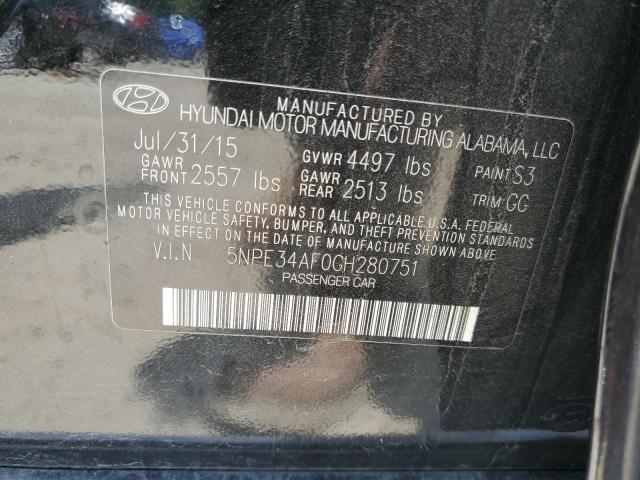 MANUFACTURED BY
HYUNDAI MOTOR MANUFACTURING ALABAMA, LLC
Jul/31/15 GVWR 4497 lbs PAINT S3
GAWR FRONT 2557 lbs GAWR REAR 2513 lbs TRIM GG
THIS VEHICLE CONFORMS TO ALL APPLICABLE U.S.A. FEDERAL
MOTOR VEHICLE SAFETY, BUMPER, AND THEFT PREVENTION
STANDARDS IN EFFECT ON THE DATE OF MANUFACTURE SHOWN ABOVE.
V.I.N 5NPE34AF0GH280751
PASSENGER CAR